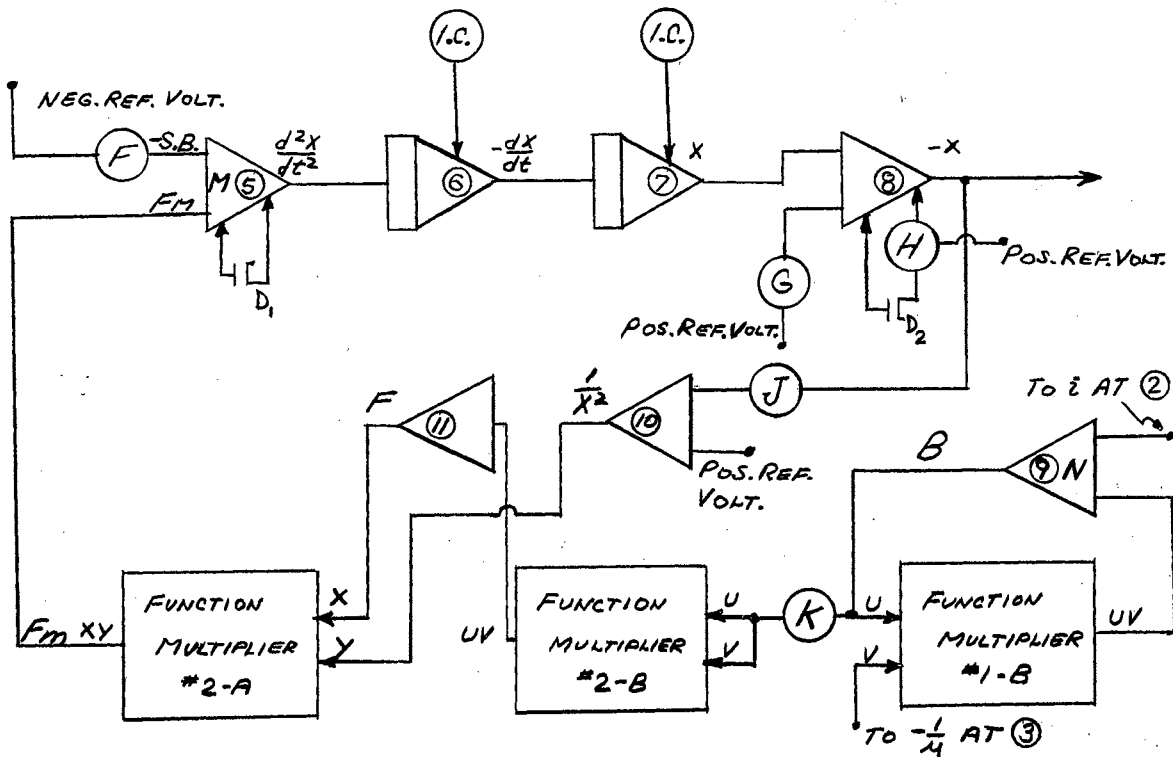 I.C.
I.C.
NEG. REF. VOLT.
F
-S.B.
d²x/dt²
M ⑤
Fm
D₁
⑥
-dx/dt
⑦
X
⑧
-X
H
POS. REF. VOLT.
G
D₂
POS. REF. VOLT.
J
1/X²
⑩
POS. REF. VOLT.
F
⑪
TO i AT ②
B
⑨ N
FUNCTION
MULTIPLIER
#2-A
X
Y
Fm XY
FUNCTION
MULTIPLIER
#2-B
U
V
UV
K
FUNCTION
MULTIPLIER
#1-B
U
V
UV
TO -1/μ AT ③